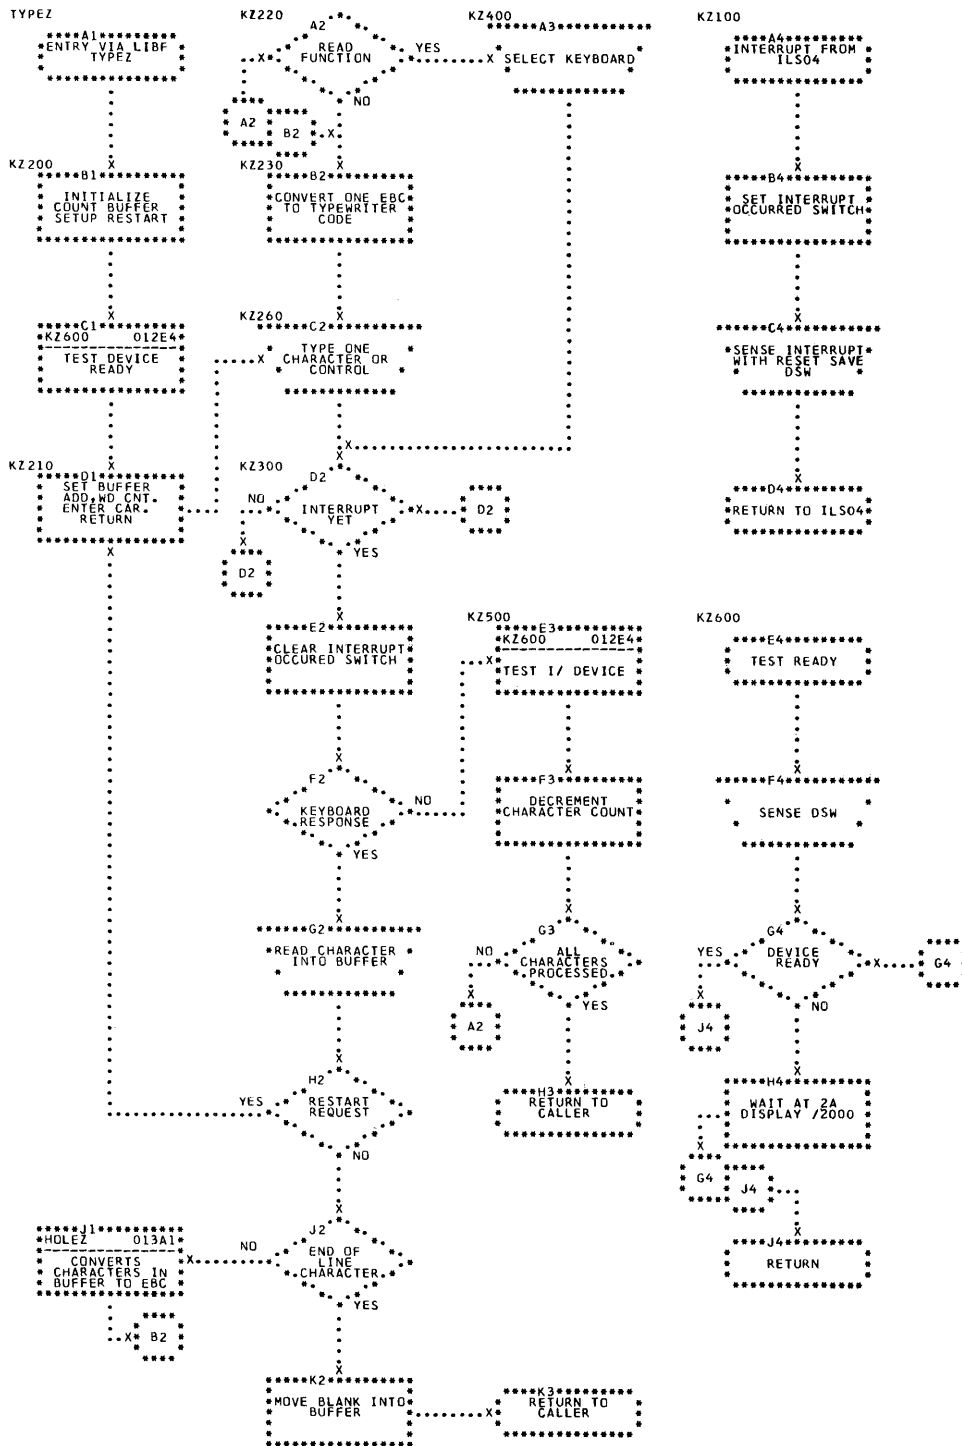 TYPEZ
A1
ENTRY VIA LIBF
TYPEZ
KZ200
B1
INITIALIZE
COUNT BUFFER
SETUP RESTART
C1
KZ600 012E4
TEST DEVICE
READY
KZ210
D1
SET BUFFER
ADD,WD CNT.
ENTER CAR.
RETURN
J1
HOLEZ 013A1
CONVERTS
CHARACTERS IN
BUFFER TO EBC
B2
KZ220
A2
READ
FUNCTION
YES
NO
A2
B2
KZ230
B2
CONVERT ONE EBC
TO TYPEWRITER
CODE
KZ260
C2
TYPE ONE
CHARACTER OR
CONTROL
KZ300
D2
INTERRUPT
YET
NO
YES
D2
D2
E2
CLEAR INTERRUPT
OCCURED SWITCH
F2
KEYBOARD
RESPONSE
NO
YES
G2
READ CHARACTER
INTO BUFFER
H2
RESTART
REQUEST
YES
NO
J2
END OF
LINE
CHARACTER
NO
YES
K2
MOVE BLANK INTO
BUFFER
KZ400
A3
SELECT KEYBOARD
KZ500
E3
KZ600 012E4
TEST I/ DEVICE
F3
DECREMENT
CHARACTER COUNT
G3
ALL
CHARACTERS
PROCESSED
NO
YES
A2
H3
RETURN TO
CALLER
K3
RETURN TO
CALLER
KZ100
A4
INTERRUPT FROM
ILS04
B4
SET INTERRUPT
OCCURRED SWITCH
C4
SENSE INTERRUPT
WITH RESET SAVE
DSW
D4
RETURN TO ILS04
KZ600
E4
TEST READY
F4
SENSE DSW
G4
DEVICE
READY
YES
NO
G4
J4
H4
WAIT AT 2A
DISPLAY /2000
G4
J4
J4
RETURN